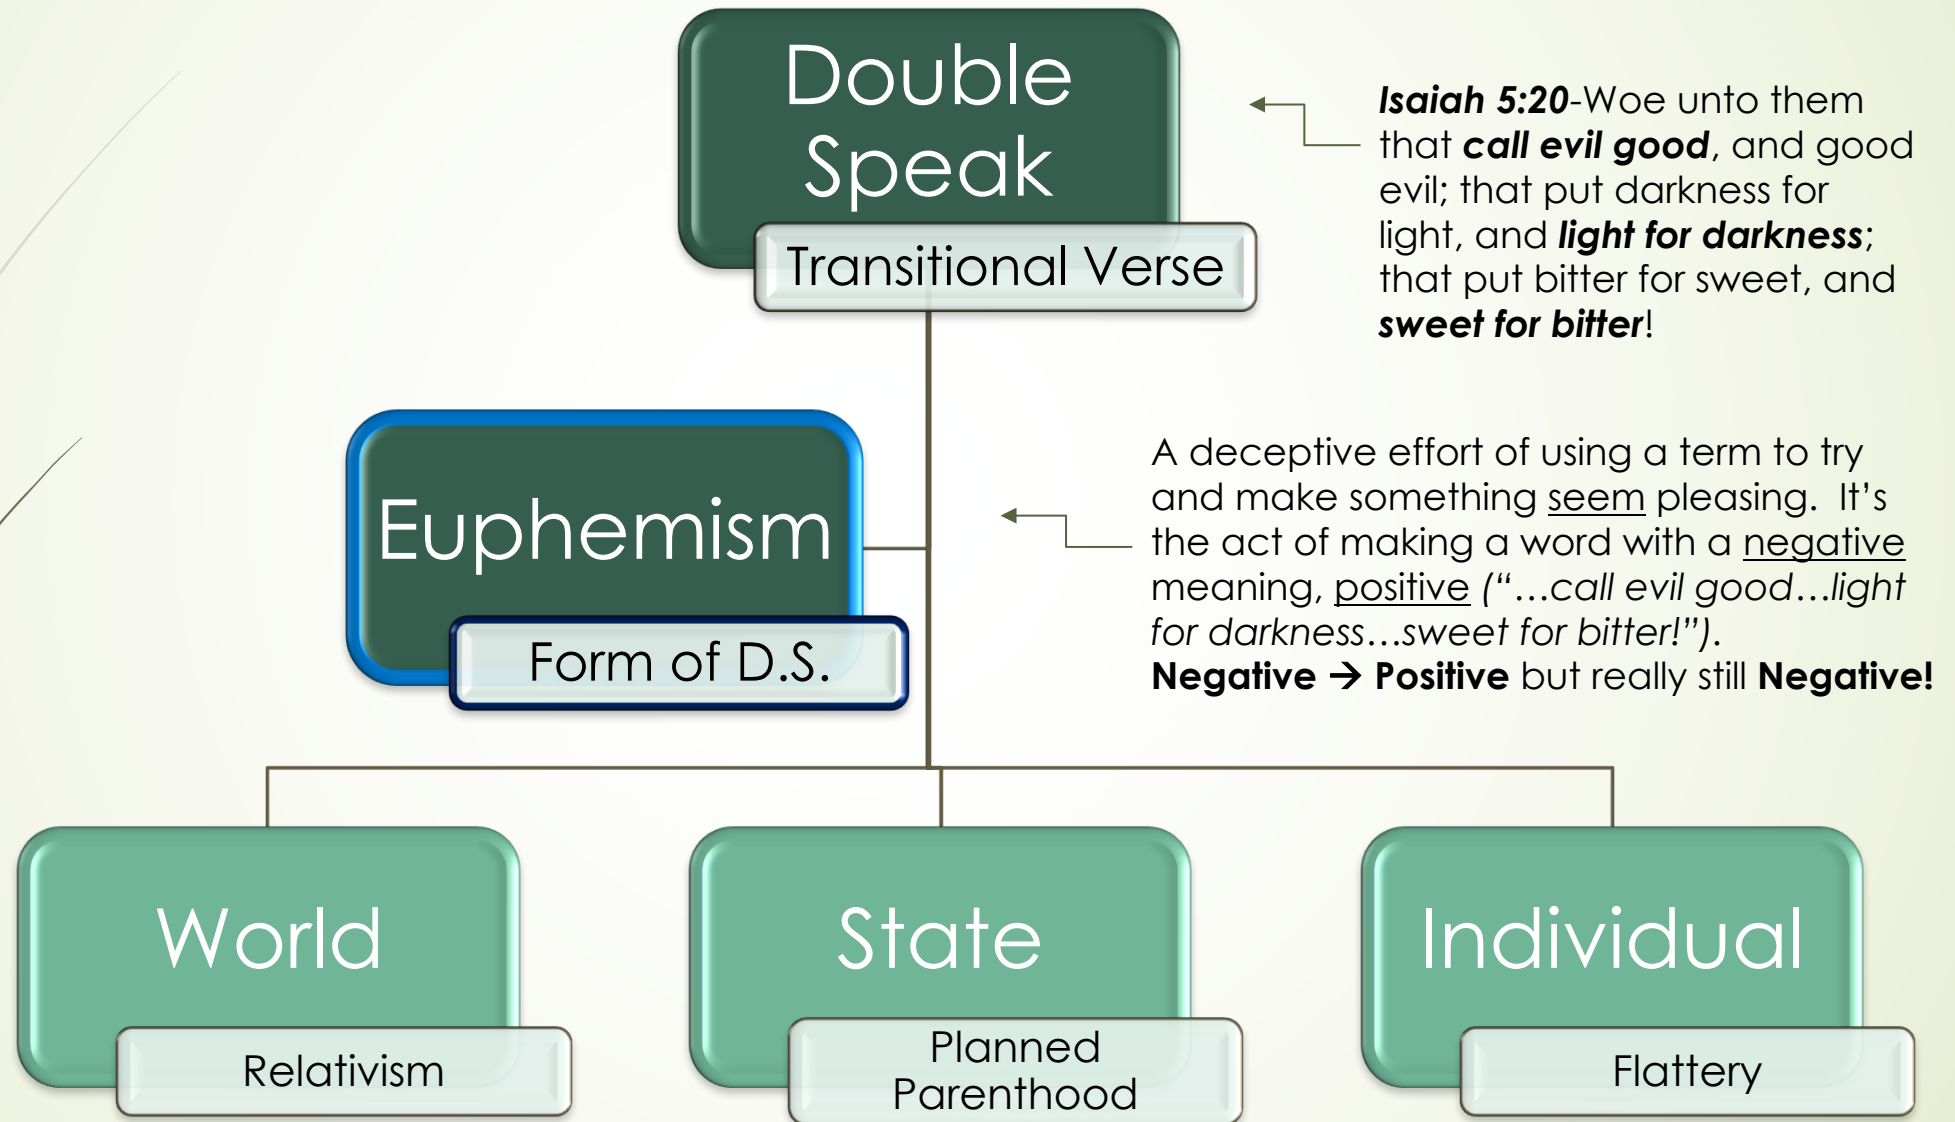 Double
Speak
Transitional Verse
Isaiah 5:20-Woe unto them
that call evil good, and good
evil; that put darkness for
light, and light for darkness;
that put bitter for sweet, and
sweet for bitter!
Euphemism
Form of D.S.
A deceptive effort of using a term to try
and make something seem pleasing.  It’s
the act of making a word with a negative
meaning, positive (“…call evil good…light
for darkness…sweet for bitter!”).
Negative → Positive but really still Negative!
World
Relativism
State
Planned
Parenthood
Individual
Flattery